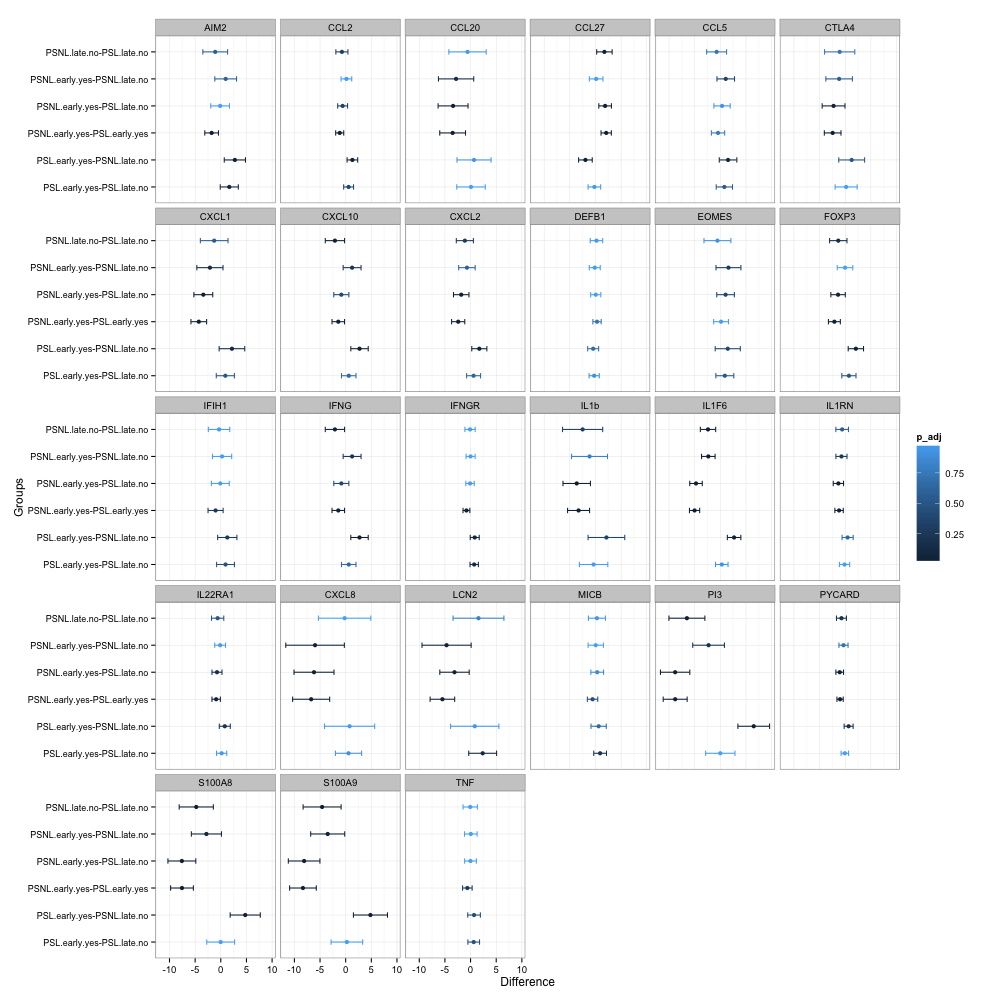 AIM2 CCL2 CCL20 CCL27 CCL5 CTLA4
PSNL.late.no-PSL.late.no
PSNL.early.yes-PSNL.late.no
PSNL.early.yes-PSL.late.no
PSNL.early.yes-PSL.early.yes
PSL.early.yes-PSNL.late.no
PSL.early.yes-PSL.late.no
CXCL1 CXCL10 CXCL2 DEFB1 EOMES FOXP3
PSNL.late.no-PSL.late.no
PSNL.early.yes-PSNL.late.no
PSNL.early.yes-PSL.late.no
PSNL.early.yes-PSL.early.yes
PSL.early.yes-PSNL.late.no
PSL.early.yes-PSL.late.no
IFIH1 IFNG IFNGR IL1b IL1F6 IL1RN
PSNL.late.no-PSL.late.no
PSNL.early.yes-PSNL.late.no
PSNL.early.yes-PSL.late.no
PSNL.early.yes-PSL.early.yes
PSL.early.yes-PSNL.late.no
PSL.early.yes-PSL.late.no
IL22RA1 CXCL8 LCN2 MICB PI3 PYCARD
PSNL.late.no-PSL.late.no
PSNL.early.yes-PSNL.late.no
PSNL.early.yes-PSL.late.no
PSNL.early.yes-PSL.early.yes
PSL.early.yes-PSNL.late.no
PSL.early.yes-PSL.late.no
S100A8 S100A9 TNF
PSNL.late.no-PSL.late.no
PSNL.early.yes-PSNL.late.no
PSNL.early.yes-PSL.late.no
PSNL.early.yes-PSL.early.yes
PSL.early.yes-PSNL.late.no
PSL.early.yes-PSL.late.no
-10 -5 0 5 10 -10 -5 0 5 10 -10 -5 0 5 10
Difference
Groups
p_adj
0.75
0.50
0.25